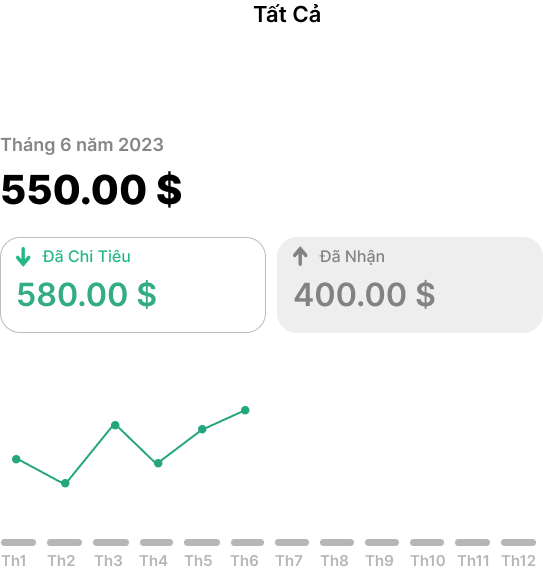 Tất Cả
Tháng 6 năm 2023
550.00 $
Đã Chi Tiêu
580.00 $
Đã Nhận
400.00 $
Th1 Th2 Th3 Th4 Th5 Th6 Th7 Th8 Th9 Th10 Th11 Th12